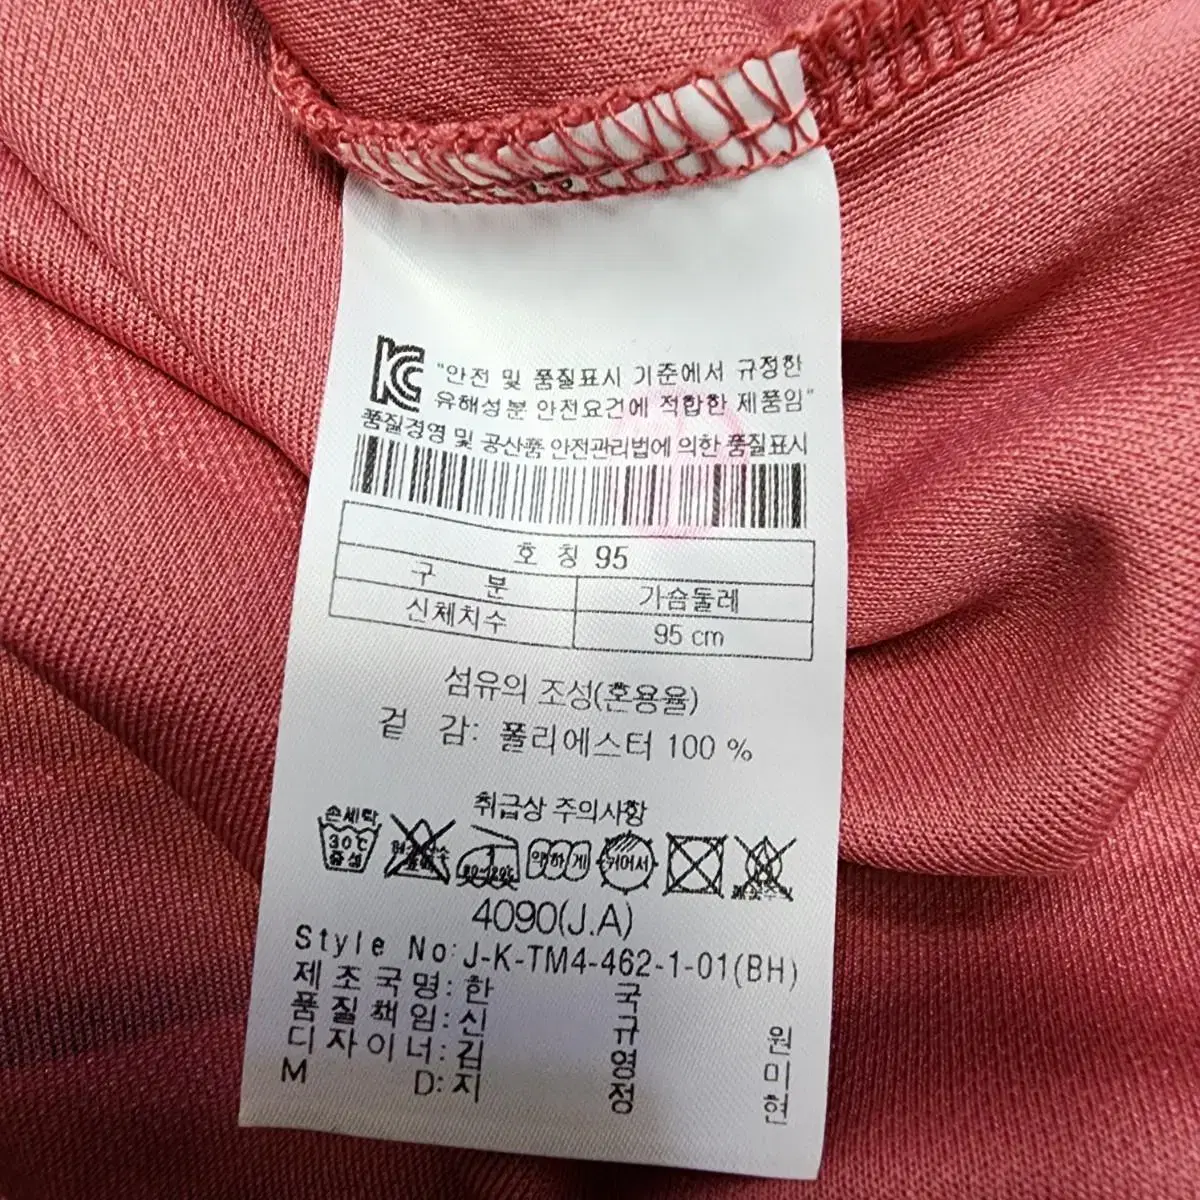 KC "안전 및 품질표시 기준에서 규정한
유해성분 안전요건에 적합한 제품임"
품질경영 및 공산품 안전관리법에 의한 품질표시
호 칭 95
구 분 가슴둘레
신체치수 95 cm
섬유의 조성(혼용율)
겉 감: 폴리에스터 100 %
취급상 주의사항
손세탁
30℃
중성
약하게
4090(J.A)
Style No: J-K-TM4-462-1-01(BH)
제 조 국 명: 한 국
품 질 책 임: 신 규 원
디 자 이 너: 김 영 미
M D: 지 정 현